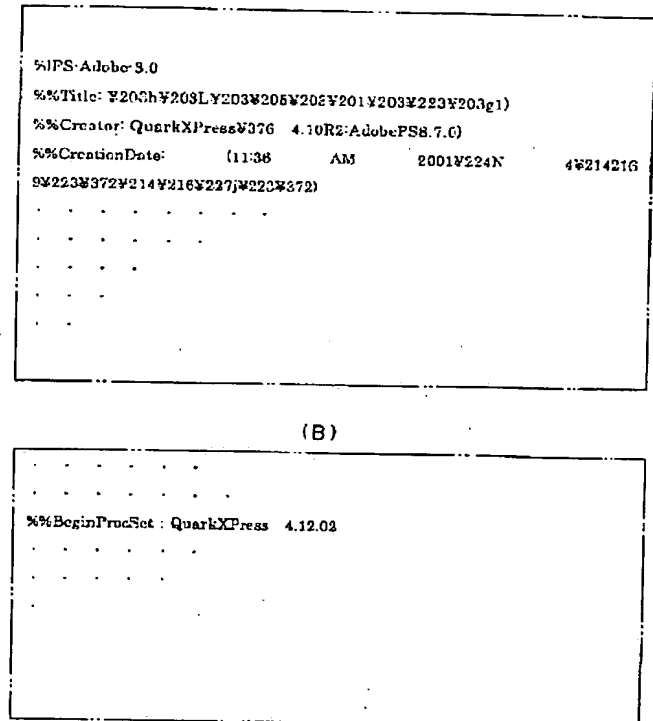 %!PS-Adobe-3.0
%%Title: ¥203h¥203L¥203¥205¥203¥201¥203¥223¥203g1)
%%Creator: QuarkXPress¥376 4.10R2:AdobePS8.7.0)
%%CreationDate: (11:36 AM 2001¥224N 4¥214216
9¥223¥372¥214¥216¥227j¥223¥372)
. . . . . . . . .
. . . . . . .
. . . .
. . .
. .
(B)
. . . . . .
. . . . . . .
%%BeginProcSet : QuarkXPress 4.12.02
. . . . . .
. . . . .
.